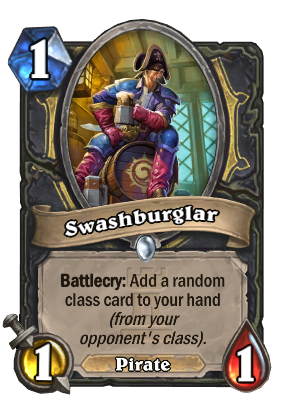 1
Swashburglar
Battlecry: Add a random
class card to your hand
(from your
opponent's class).
1
Pirate
1